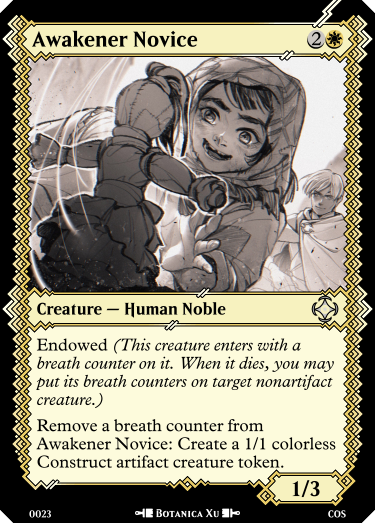 Awakener Novice 2
Creature — Human Noble
Endowed (This creature enters with a
breath counter on it. When it dies, you may
put its breath counters on target nonartifact
creature.)
Remove a breath counter from
Awakener Novice: Create a 1/1 colorless
Construct artifact creature token.
1/3
0023 Botanica Xu COS